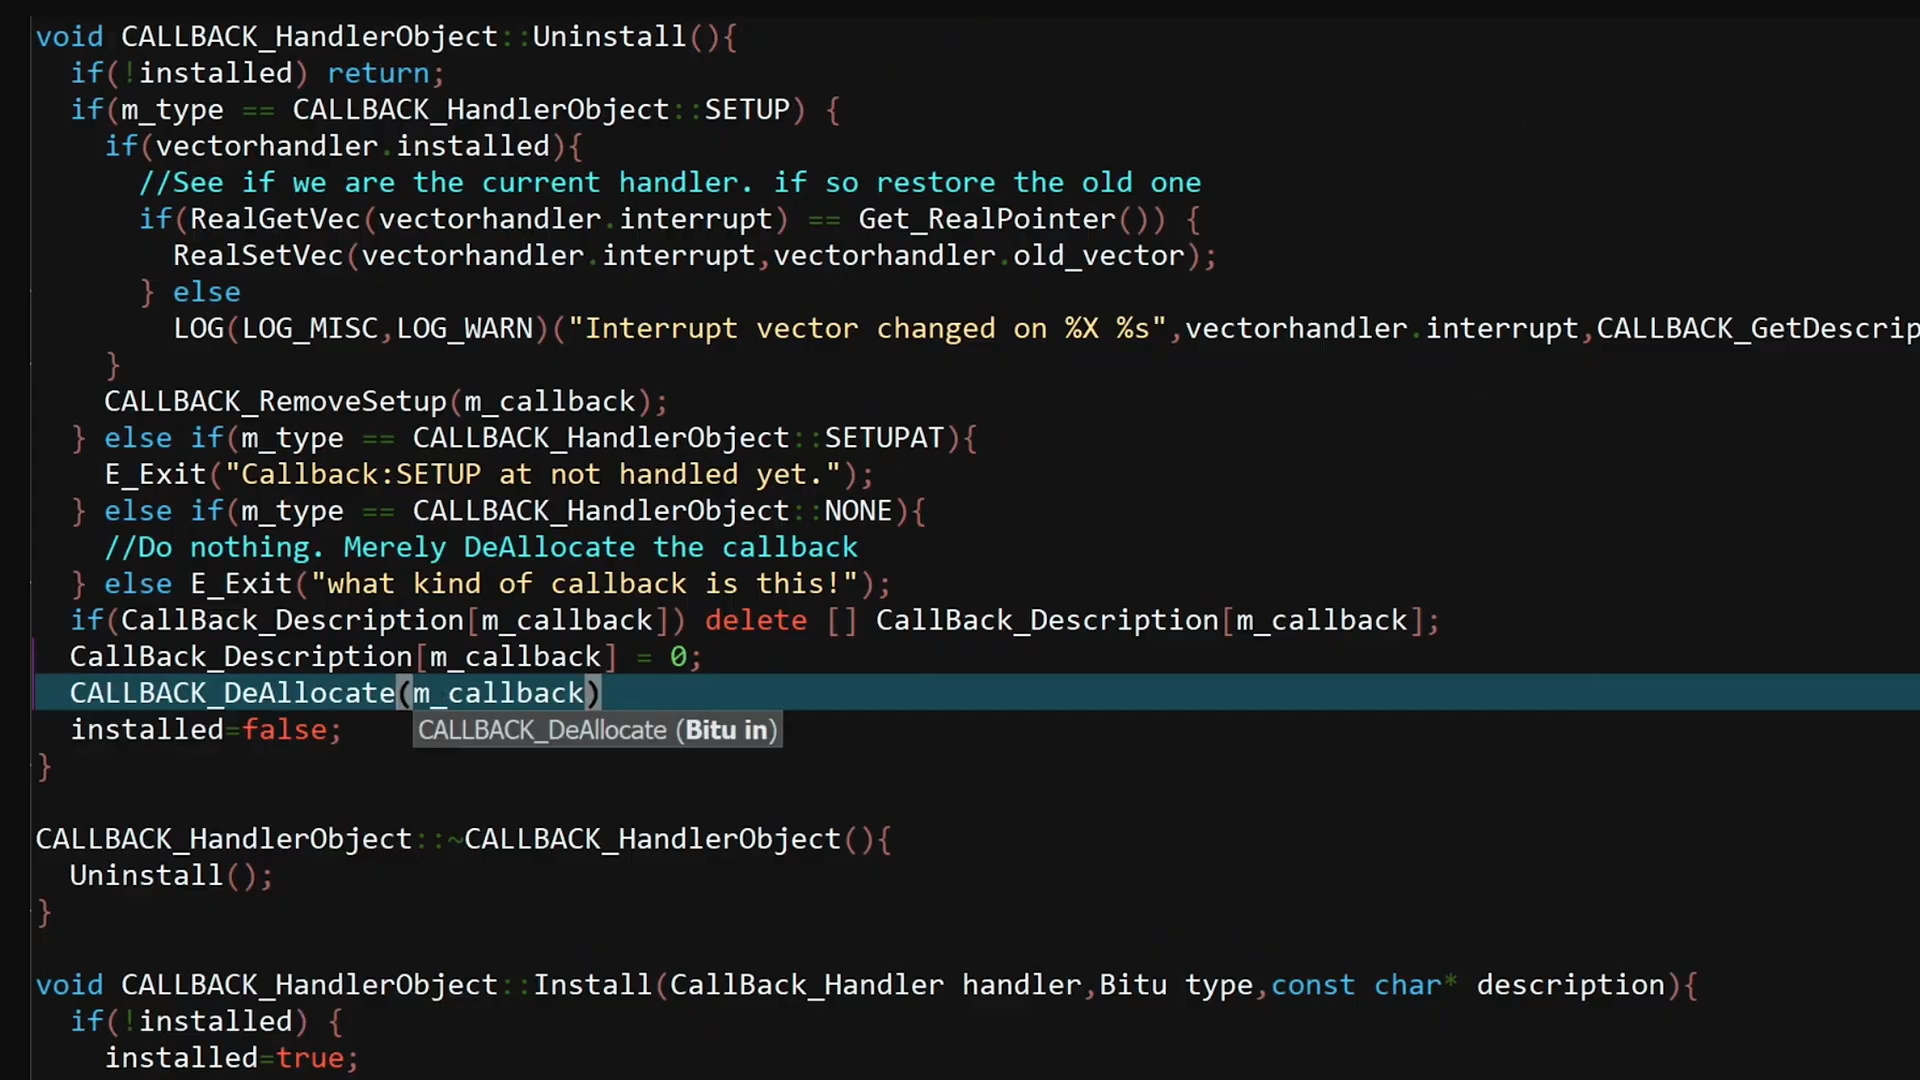 void CALLBACK_HandlerObject::Uninstall(){
  if(!installed) return;
  if(m_type == CALLBACK_HandlerObject::SETUP) {
    if(vectorhandler.installed){
      //See if we are the current handler. if so restore the old one
      if(RealGetVec(vectorhandler.interrupt) == Get_RealPointer()) {
        RealSetVec(vectorhandler.interrupt,vectorhandler.old_vector);
      } else
        LOG(LOG_MISC,LOG_WARN)("Interrupt vector changed on %X %s",vectorhandler.interrupt,CALLBACK_GetDescrip
    }
    CALLBACK_RemoveSetup(m_callback);
  } else if(m_type == CALLBACK_HandlerObject::SETUPAT){
    E_Exit("Callback:SETUP at not handled yet.");
  } else if(m_type == CALLBACK_HandlerObject::NONE){
    //Do nothing. Merely DeAllocate the callback
  } else E_Exit("what kind of callback is this!");
  if(CallBack_Description[m_callback]) delete [] CallBack_Description[m_callback];
  CallBack_Description[m_callback] = 0;
  CALLBACK_DeAllocate(m_callback)
  installed=false; CALLBACK_DeAllocate (Bitu in)
}
CALLBACK_HandlerObject::~CALLBACK_HandlerObject(){
  Uninstall();
}
void CALLBACK_HandlerObject::Install(CallBack_Handler handler,Bitu type,const char* description){
  if(!installed) {
    installed=true;